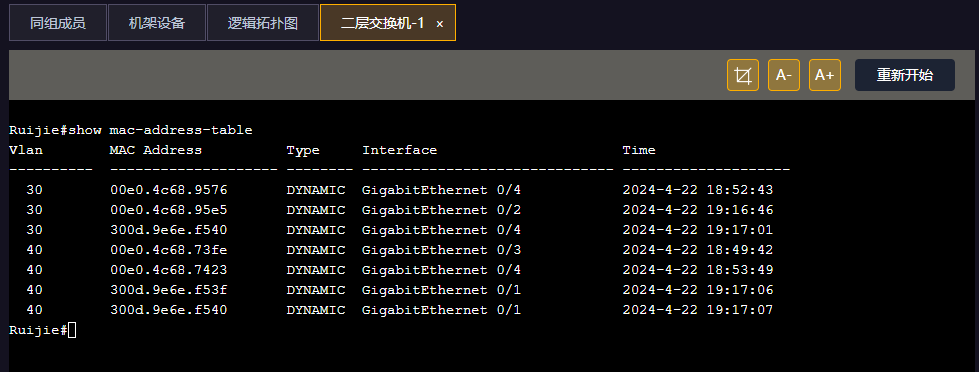 同组成员 机架设备 逻辑拓扑图 二层交换机-1 ×
A- A+ 重新开始
Ruijie#show mac-address-table
Vlan MAC Address Type Interface Time
---------- -------------------- -------- ------------------------------ --------------------
30 00e0.4c68.9576 DYNAMIC GigabitEthernet 0/4 2024-4-22 18:52:43
30 00e0.4c68.95e5 DYNAMIC GigabitEthernet 0/2 2024-4-22 19:16:46
30 300d.9e6e.f540 DYNAMIC GigabitEthernet 0/4 2024-4-22 19:17:01
40 00e0.4c68.73fe DYNAMIC GigabitEthernet 0/3 2024-4-22 18:49:42
40 00e0.4c68.7423 DYNAMIC GigabitEthernet 0/4 2024-4-22 18:53:49
40 300d.9e6e.f53f DYNAMIC GigabitEthernet 0/1 2024-4-22 19:17:06
40 300d.9e6e.f540 DYNAMIC GigabitEthernet 0/1 2024-4-22 19:17:07
Ruijie#